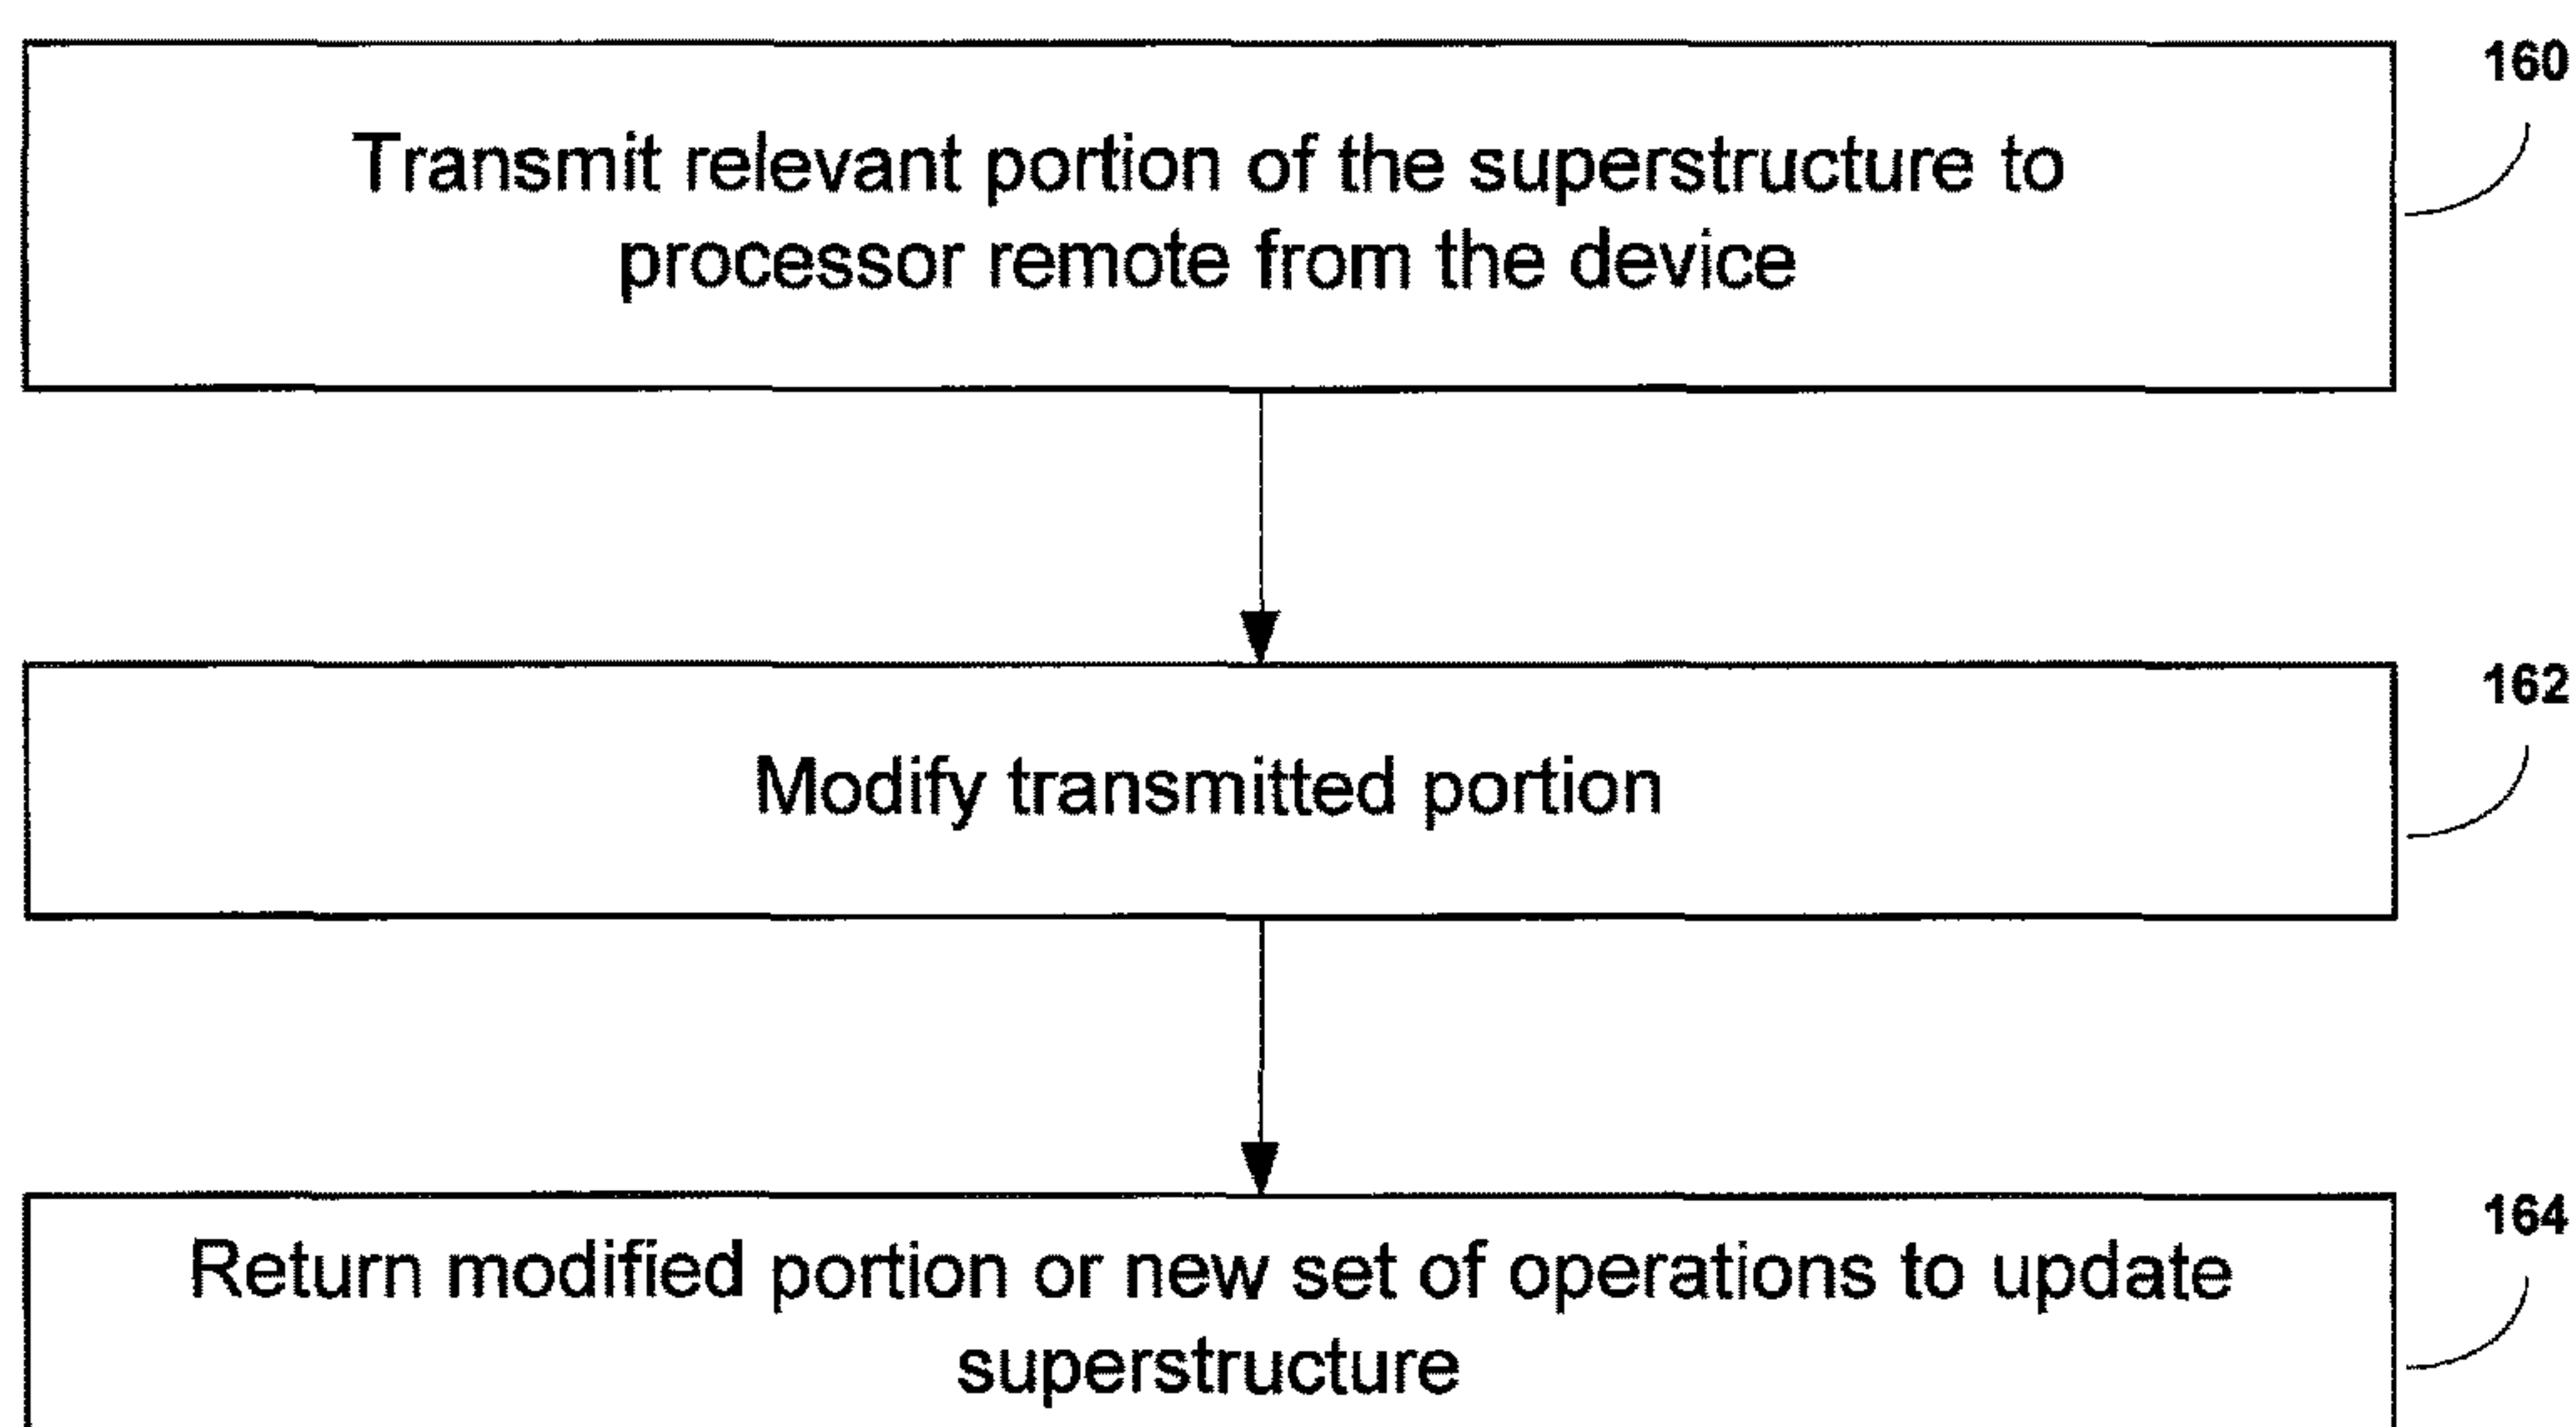 160
Transmit relevant portion of the superstructure to
processor remote from the device
162
Modify transmitted portion
164
Return modified portion or new set of operations to update
superstructure